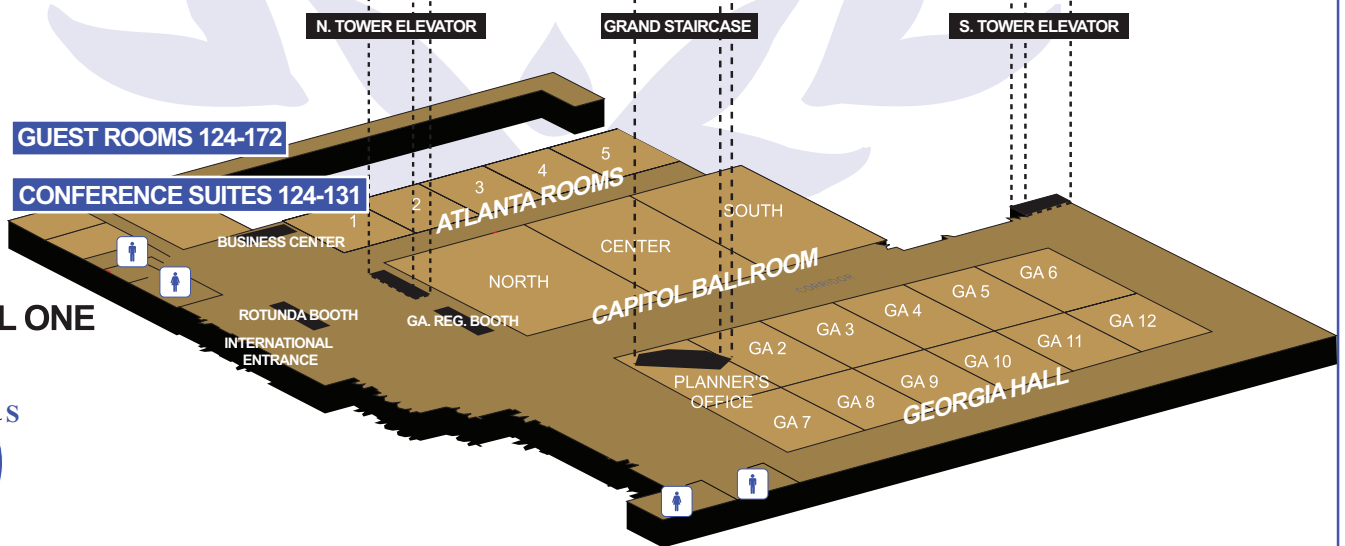 N. TOWER ELEVATOR
GRAND STAIRCASE
S. TOWER ELEVATOR
GUEST ROOMS 124-172
CONFERENCE SUITES 124-131
1
2
3
4
5
ATLANTA ROOMS
BUSINESS CENTER
NORTH
CENTER
SOUTH
CAPITOL BALLROOM
CORRIDOR
L ONE
ROTUNDA BOOTH
GA. REG. BOOTH
INTERNATIONAL
ENTRANCE
GA 2
GA 3
GA 4
GA 5
GA 6
PLANNER'S
OFFICE
GA 7
GA 8
GA 9
GA 10
GA 11
GA 12
GEORGIA HALL